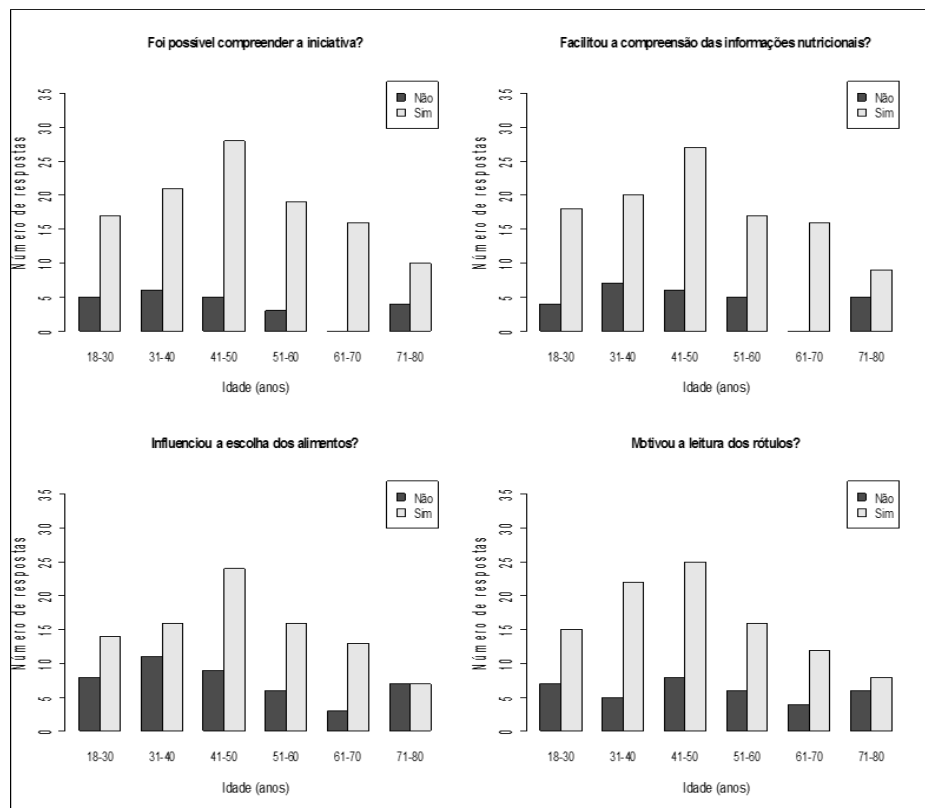 Foi possível compreender a iniciativa?
Não
Sim
Número de respostas
0 5 10 15 20 25 30 35
18-30 31-40 41-50 51-60 61-70 71-80
Idade (anos)
Facilitou a compreensão das informações nutricionais?
Não
Sim
Número de respostas
0 5 10 15 20 25 30 35
18-30 31-40 41-50 51-60 61-70 71-80
Idade (anos)
Influenciou a escolha dos alimentos?
Não
Sim
Número de respostas
0 5 10 15 20 25 30 35
18-30 31-40 41-50 51-60 61-70 71-80
Idade (anos)
Motivou a leitura dos rótulos?
Não
Sim
Número de respostas
0 5 10 15 20 25 30 35
18-30 31-40 41-50 51-60 61-70 71-80
Idade (anos)